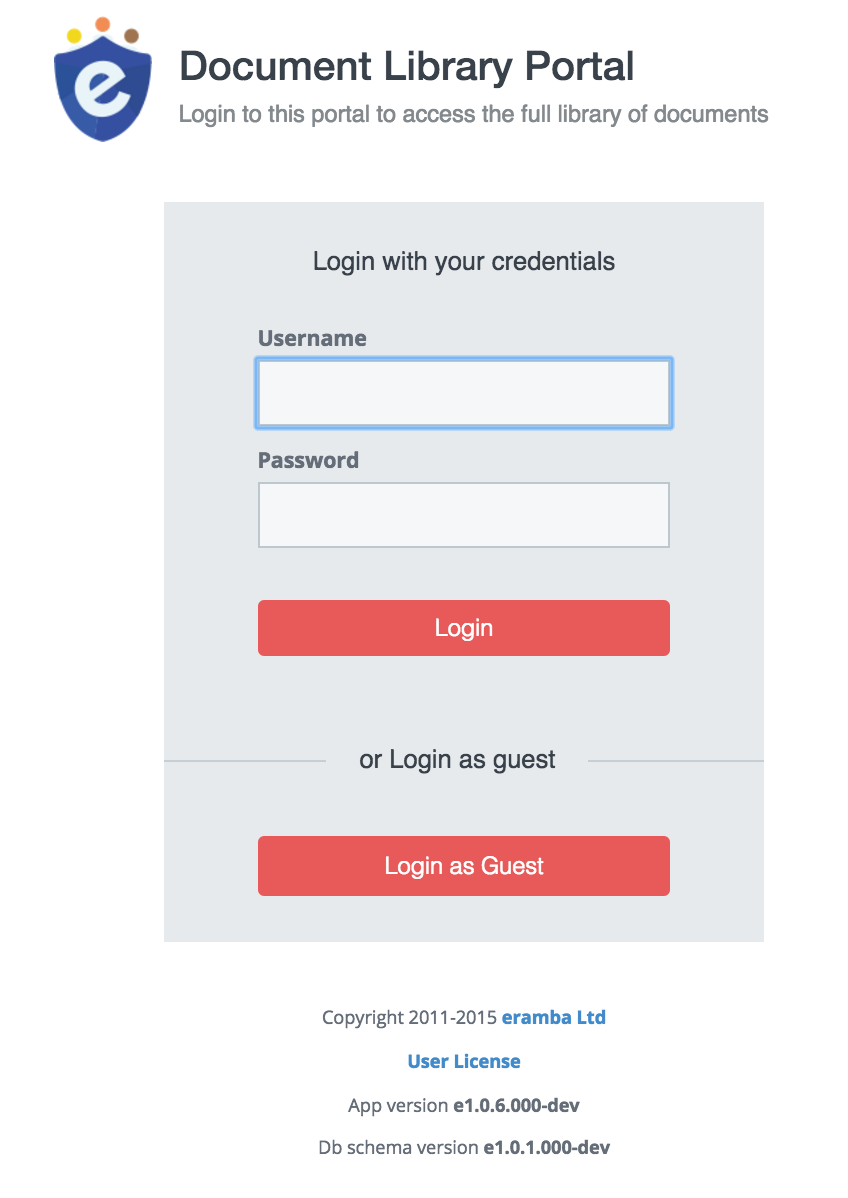 Document Library Portal
Login to this portal to access the full library of documents
Login with your credentials
Username
Password
Login
or Login as guest
Login as Guest
Copyright 2011-2015 eramba Ltd
User License
App version e1.0.6.000-dev
Db schema version e1.0.1.000-dev